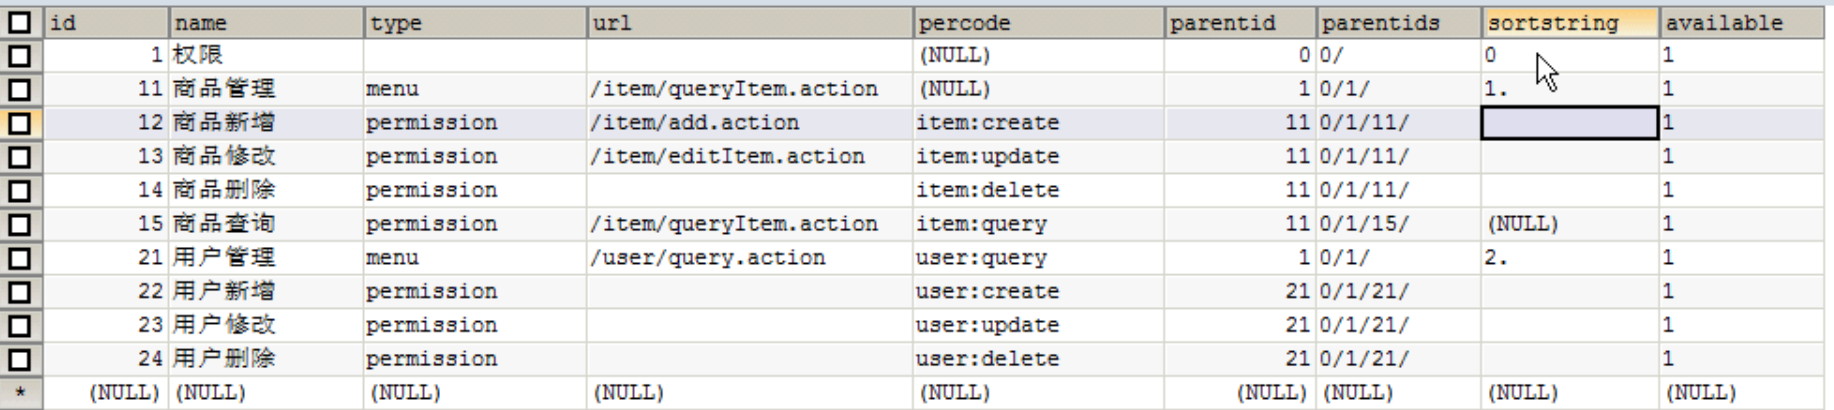 id name type url percode parentid parentids sortstring available
1 权限 (NULL) 0 0/ 0 1
11 商品管理 menu /item/queryItem.action (NULL) 1 0/1/ 1. 1
12 商品新增 permission /item/add.action item:create 11 0/1/11/ 1
13 商品修改 permission /item/editItem.action item:update 11 0/1/11/ 1
14 商品删除 permission item:delete 11 0/1/11/ 1
15 商品查询 permission /item/queryItem.action item:query 11 0/1/15/ (NULL) 1
21 用户管理 menu /user/query.action user:query 1 0/1/ 2. 1
22 用户新增 permission user:create 21 0/1/21/ 1
23 用户修改 permission user:update 21 0/1/21/ 1
24 用户删除 permission user:delete 21 0/1/21/ 1
* (NULL) (NULL) (NULL) (NULL) (NULL) (NULL) (NULL) (NULL) (NULL)